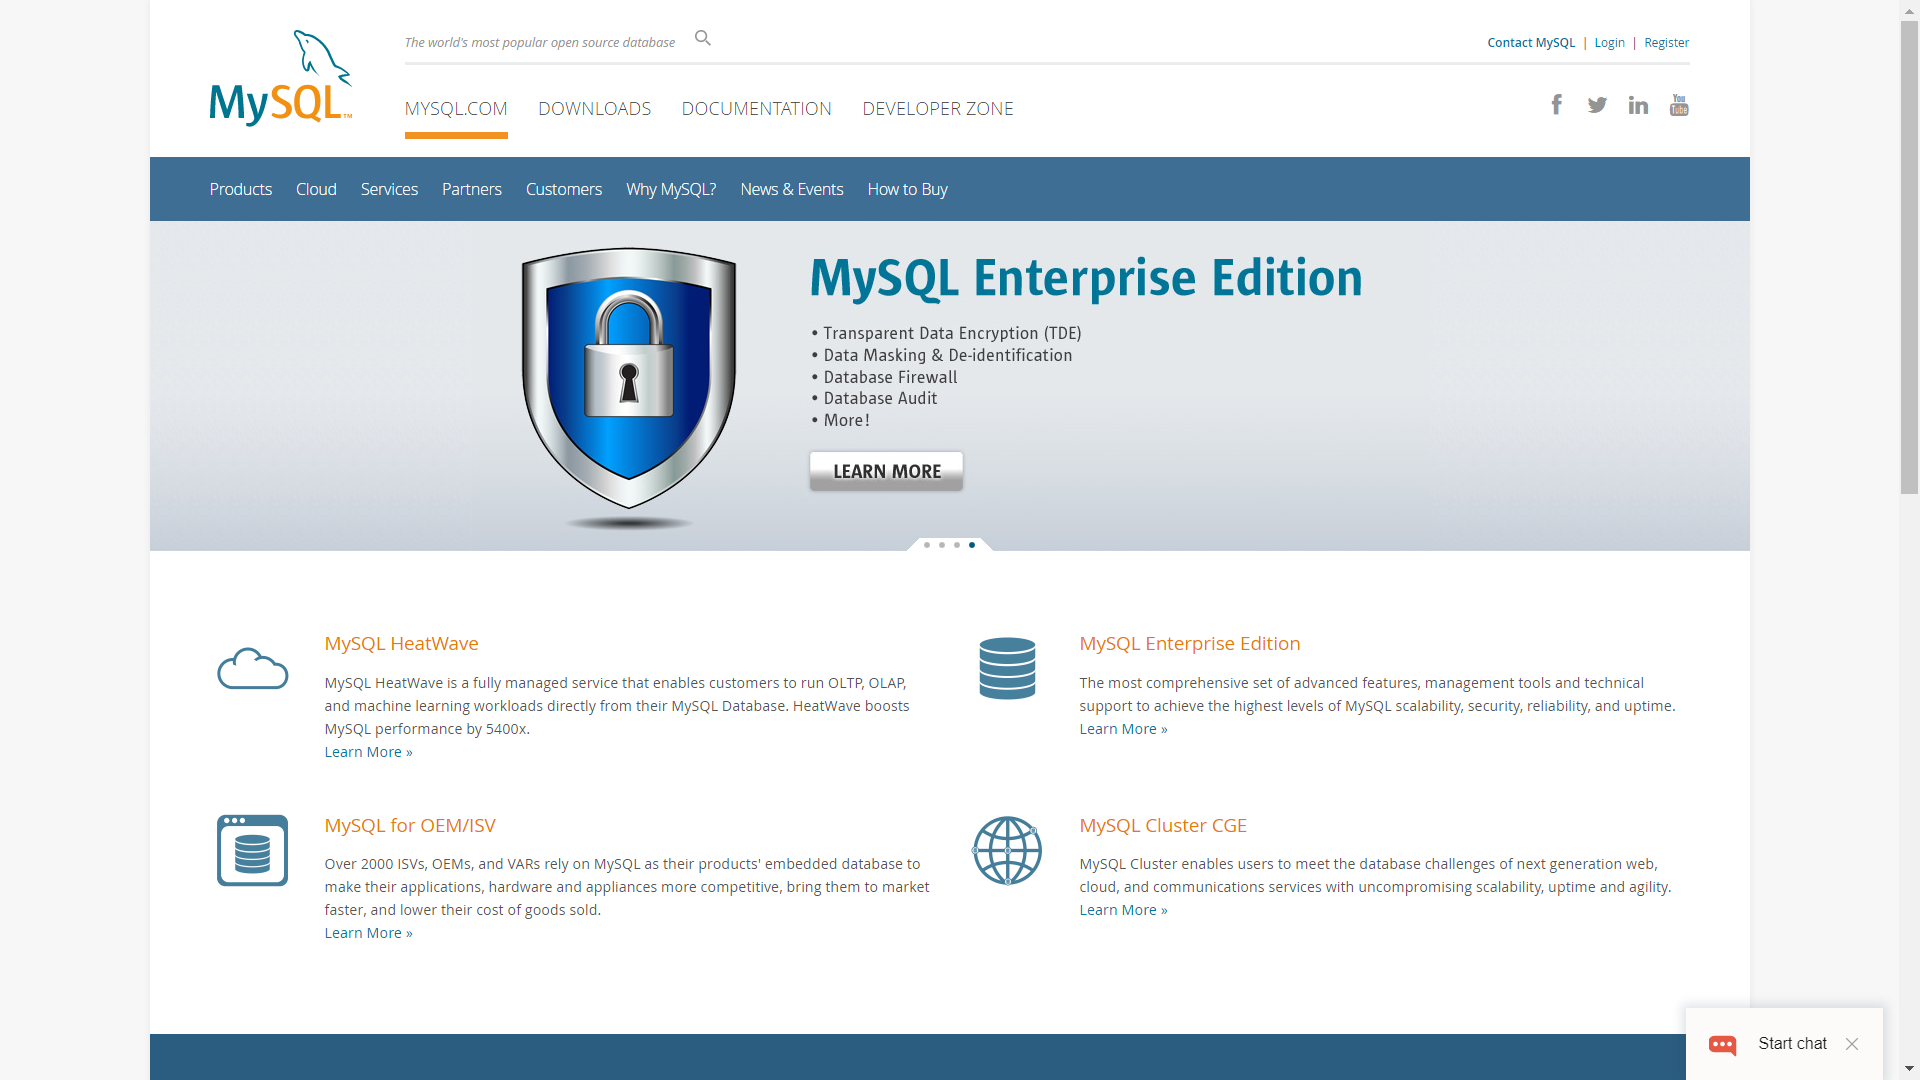 MySQL™
The world's most popular open source database
Contact MySQL | Login | Register
MYSQL.COM DOWNLOADS DOCUMENTATION DEVELOPER ZONE
You Tube
Products Cloud Services Partners Customers Why MySQL? News & Events How to Buy
MySQL Enterprise Edition
• Transparent Data Encryption (TDE)
• Data Masking & De-identification
• Database Firewall
• Database Audit
• More!
LEARN MORE
MySQL HeatWave
MySQL HeatWave is a fully managed service that enables customers to run OLTP, OLAP,
and machine learning workloads directly from their MySQL Database. HeatWave boosts
MySQL performance by 5400x.
Learn More »
MySQL Enterprise Edition
The most comprehensive set of advanced features, management tools and technical
support to achieve the highest levels of MySQL scalability, security, reliability, and uptime.
Learn More »
MySQL for OEM/ISV
Over 2000 ISVs, OEMs, and VARs rely on MySQL as their products' embedded database to
make their applications, hardware and appliances more competitive, bring them to market
faster, and lower their cost of goods sold.
Learn More »
MySQL Cluster CGE
MySQL Cluster enables users to meet the database challenges of next generation web,
cloud, and communications services with uncompromising scalability, uptime and agility.
Learn More »
Start chat